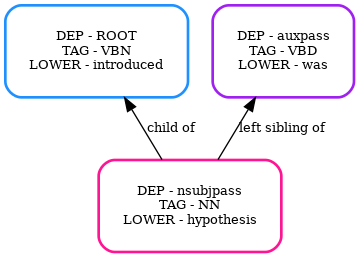 DEP - ROOT
TAG - VBN
LOWER - introduced
DEP - auxpass
TAG - VBD
LOWER - was
child of
left sibling of
DEP - nsubjpass
TAG - NN
LOWER - hypothesis